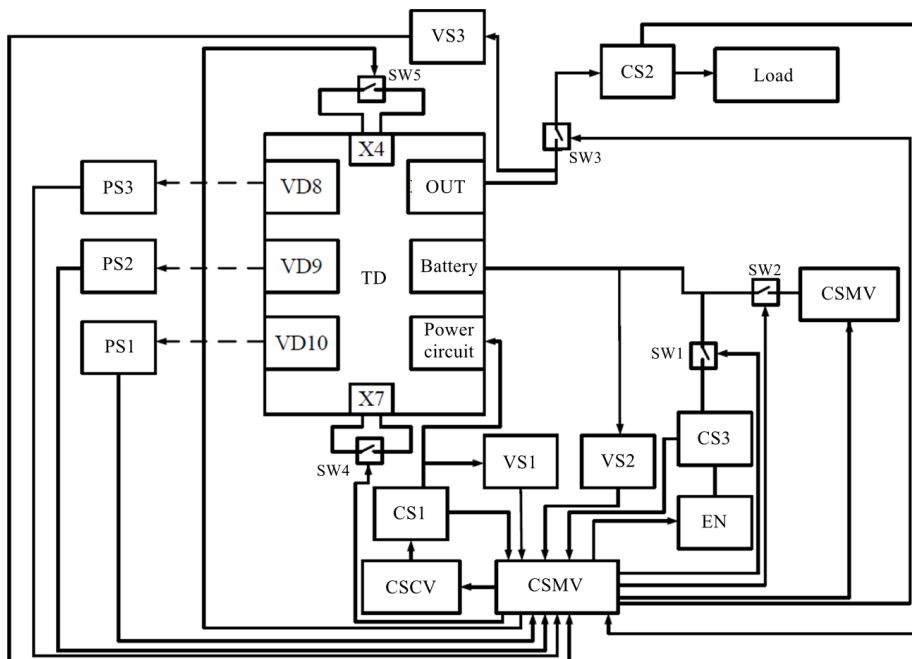 VS3
CS2
Load
SW5
SW3
X4
PS3
VD8
OUT
PS2
VD9
TD
Battery
SW2
CSMV
PS1
VD10
Power
circuit
SW1
X7
SW4
CS3
VS1
VS2
CS1
EN
CSCV
CSMV